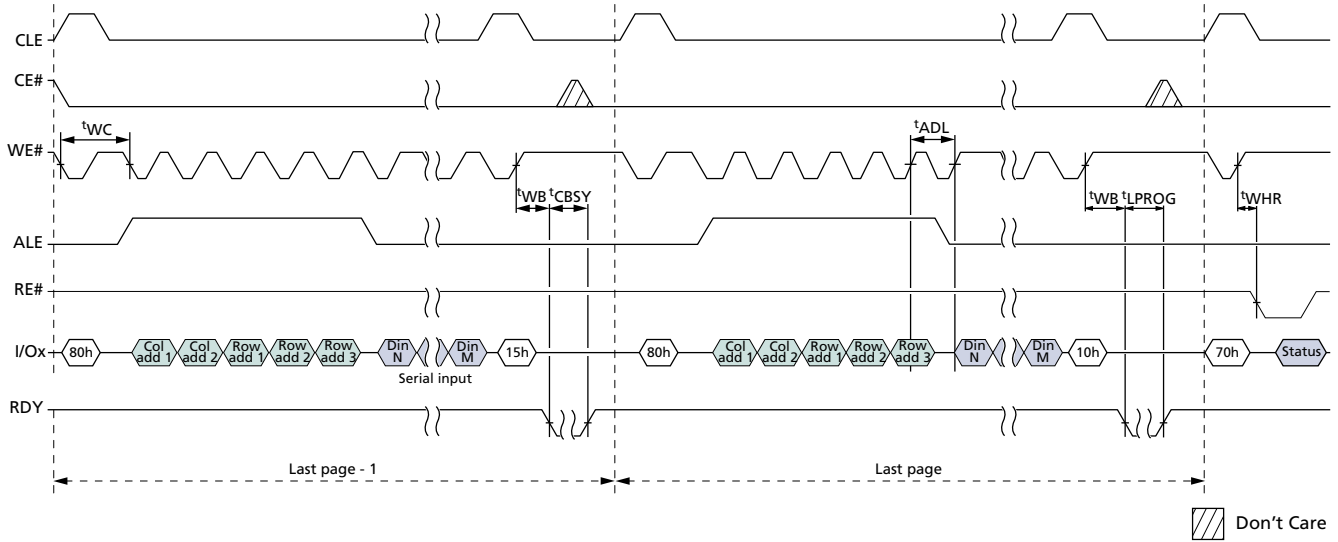 CLE
CE#
tWC
tADL
WE#
tWB tCBSY
tWB tLPROG
tWHR
ALE
RE#
I/Ox
80h
Col add 1
Col add 2
Row add 1
Row add 2
Row add 3
Din N
Din M
15h
80h
Col add 1
Col add 2
Row add 1
Row add 2
Row add 3
Din N
Din M
10h
70h
Status
Serial input
RDY
Last page - 1
Last page
Don't Care